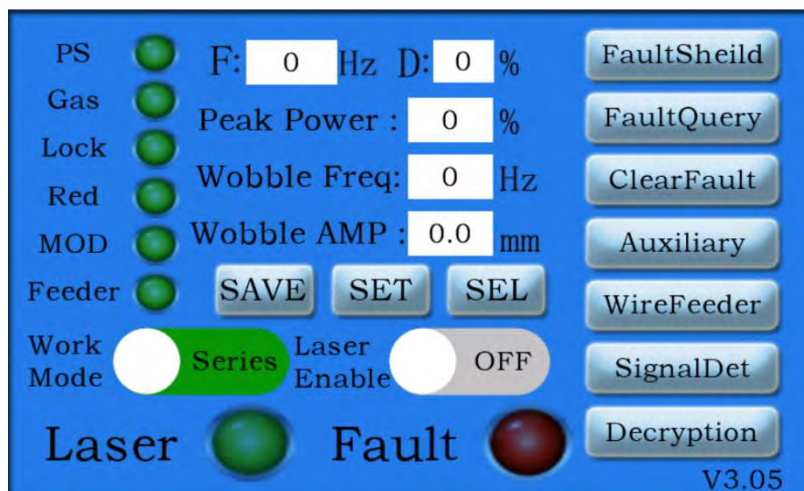 PS
Gas
Lock
Red
MOD
Feeder
F: 0 Hz D: 0 %
Peak Power : 0 %
Wobble Freq: 0 Hz
Wobble AMP : 0.0 mm
SAVE SET SEL
Work
Mode
Series
Laser
Enable
OFF
Laser
Fault
FaultSheild
FaultQuery
ClearFault
Auxiliary
WireFeeder
SignalDet
Decryption
V3.05